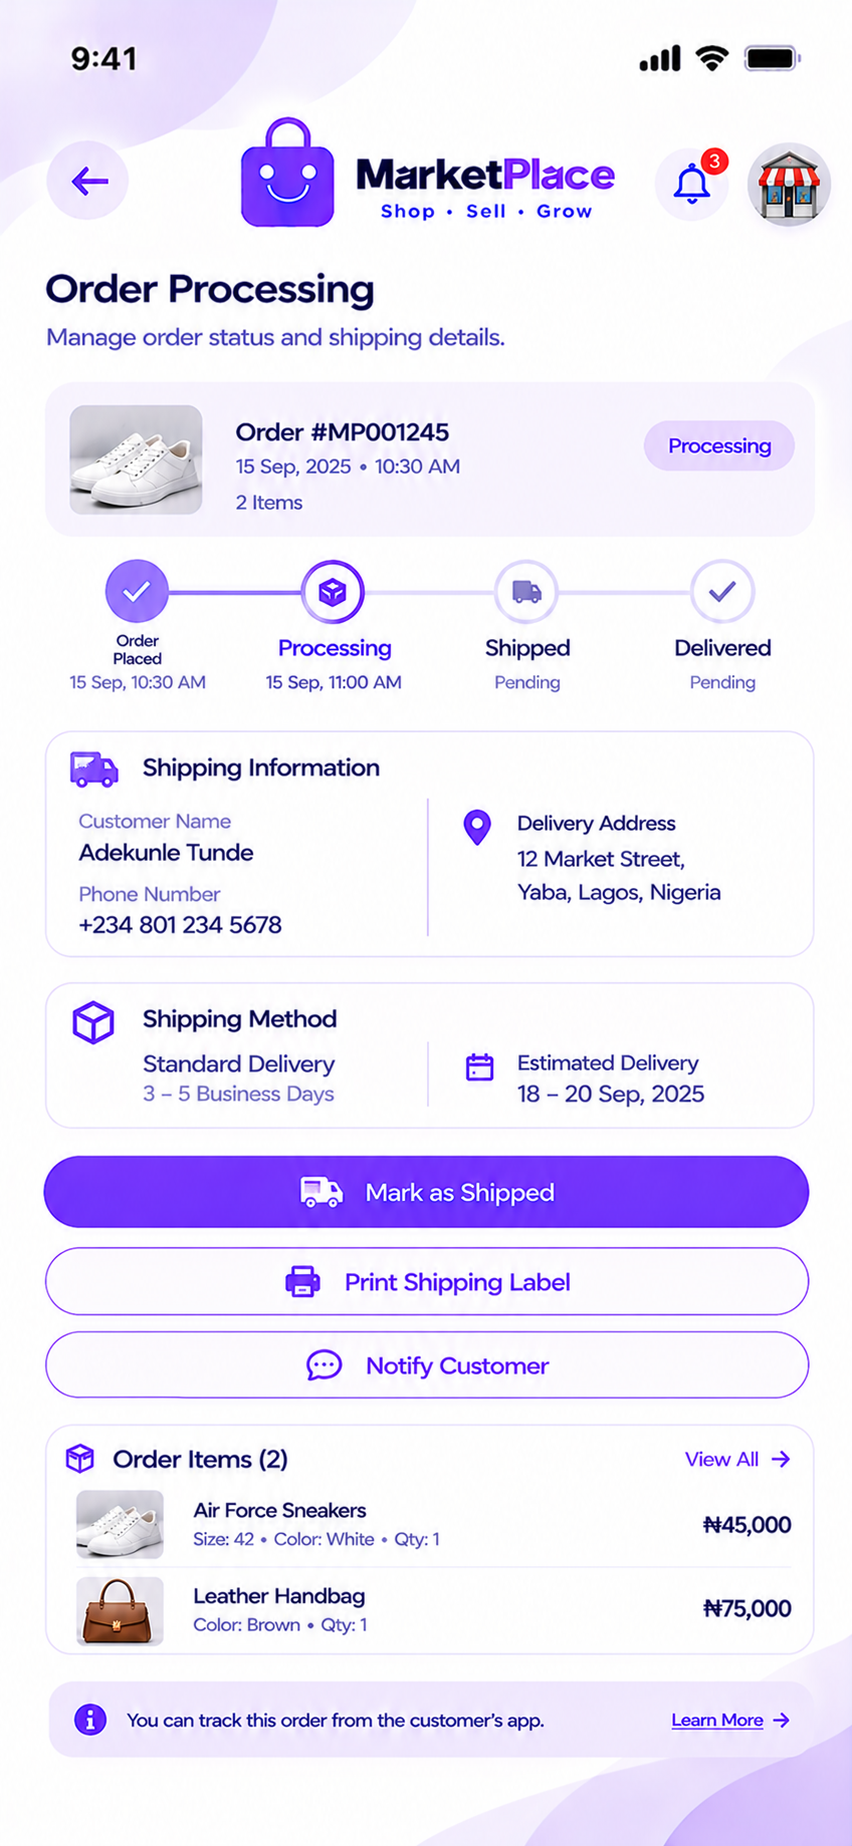 9:41
3
MarketPlace
Shop • Sell • Grow
Order Processing
Manage order status and shipping details.
Order #MP001245
15 Sep, 2025 • 10:30 AM
2 Items
Processing
Order
Placed
15 Sep, 10:30 AM
Processing
15 Sep, 11:00 AM
Shipped
Pending
Delivered
Pending
Shipping Information
Customer Name
Adekunle Tunde
Phone Number
+234 801 234 5678
Delivery Address
12 Market Street,
Yaba, Lagos, Nigeria
Shipping Method
Standard Delivery
3 – 5 Business Days
Estimated Delivery
18 – 20 Sep, 2025
Mark as Shipped
Print Shipping Label
Notify Customer
Order Items (2)
View All →
Air Force Sneakers
Size: 42 • Color: White • Qty: 1
₦45,000
Leather Handbag
Color: Brown • Qty: 1
₦75,000
You can track this order from the customer’s app.
Learn More →